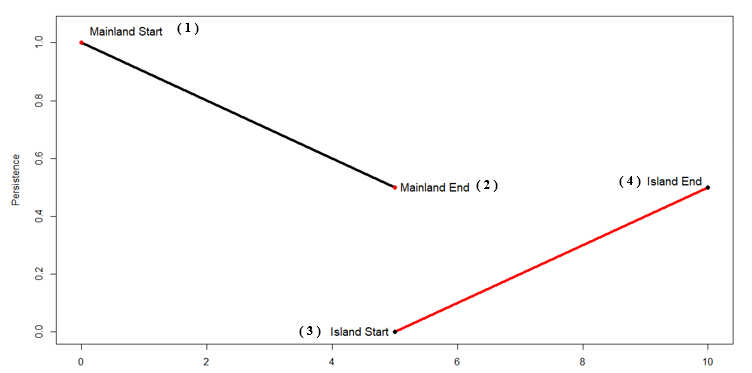 Mainland Start (1)
1.0
0.8
Persistence
0.6
Mainland End (2)
(4) Island End
0.4
0.2
0.0
(3) Island Start
0 2 4 6 8 10